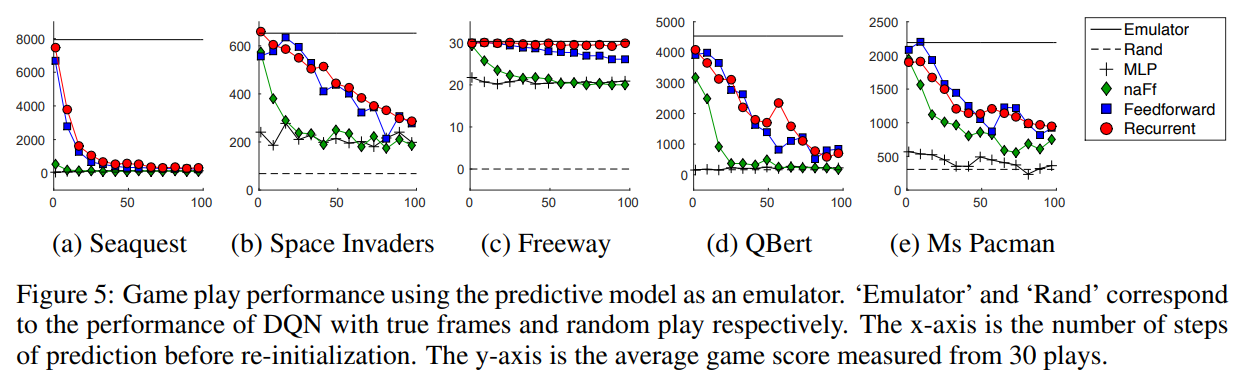 8000
6000
4000
2000
0
0 50 100
(a) Seaquest
600
400
200
0
0 50 100
(b) Space Invaders
30
20
10
0
0 50 100
(c) Freeway
5000
4000
3000
2000
1000
0
0 50 100
(d) QBert
2500
2000
1500
1000
500
0
0 50 100
(e) Ms Pacman
Emulator
Rand
MLP
naFf
Feedforward
Recurrent
Figure 5: Game play performance using the predictive model as an emulator. ‘Emulator’ and ‘Rand’ correspond
to the performance of DQN with true frames and random play respectively. The x-axis is the number of steps
of prediction before re-initialization. The y-axis is the average game score measured from 30 plays.